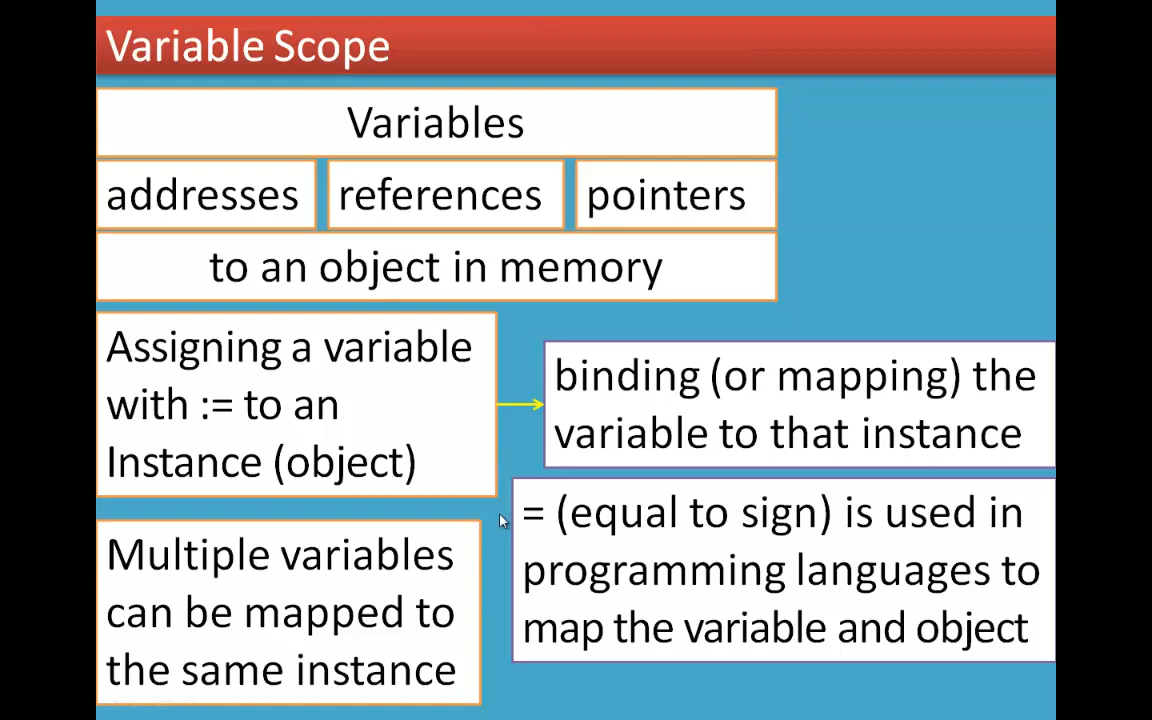 Variable Scope
Variables
addresses references pointers
to an object in memory
Assigning a variable
with := to an
Instance (object)
binding (or mapping) the
variable to that instance
= (equal to sign) is used in
programming languages to
map the variable and object
Multiple variables
can be mapped to
the same instance